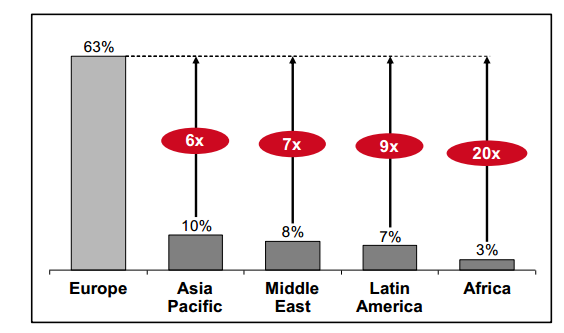 63%
6x
7x
9x
20x
10%
8%
7%
3%
Europe
Asia
Pacific
Middle
East
Latin
America
Africa